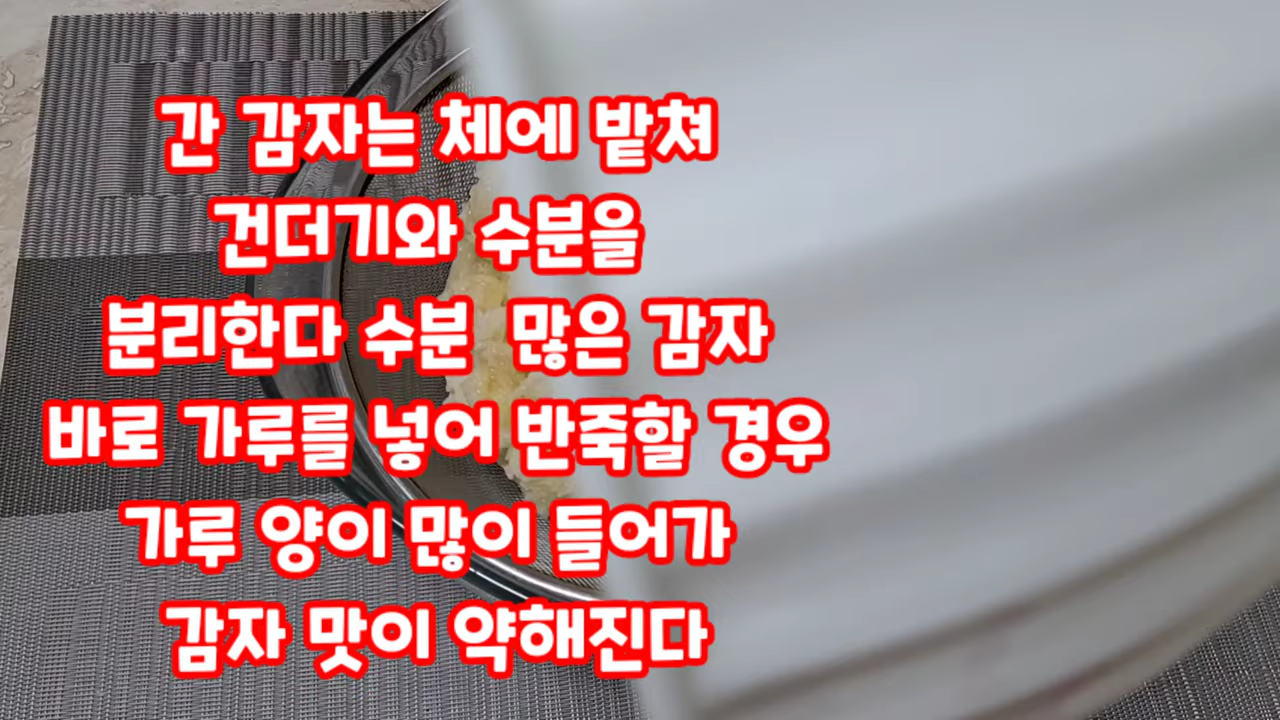 간 감자는 체에 밭쳐
건더기와 수분을
분리한다 수분 많은 감자
바로 가루를 넣어 반죽할 경우
가루 양이 많이 들어가
감자 맛이 약해진다